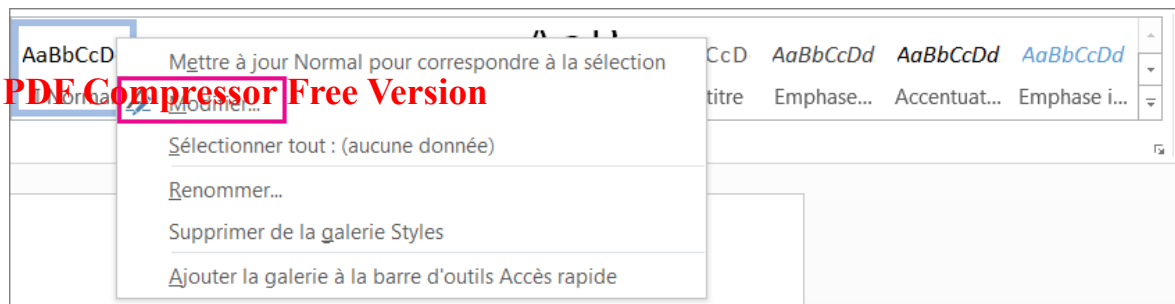 AaBbCcD CcD AaBbCcDd AaBbCcDd AaBbCcDd
Normal titre Emphase... Accentuat... Emphase i...
Mettre à jour Normal pour correspondre à la sélection
PDF Compressor Free Version
Modifier...
Sélectionner tout : (aucune donnée)
Renommer...
Supprimer de la galerie Styles
Ajouter la galerie à la barre d'outils Accès rapide